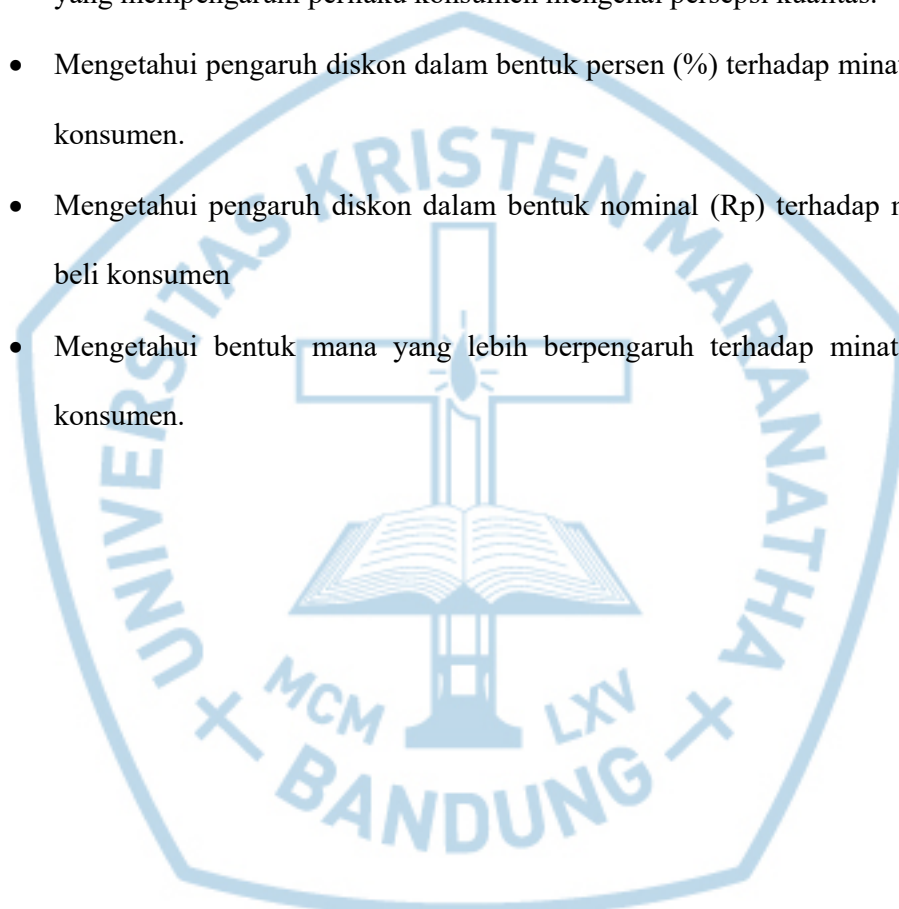 yang mempengaruhi perilaku konsumen mengenai persepsi kualitas.
• Mengetahui pengaruh diskon dalam bentuk persen (%) terhadap minat
konsumen.
• Mengetahui pengaruh diskon dalam bentuk nominal (Rp) terhadap
beli konsumen
• Mengetahui bentuk mana yang lebih berpengaruh terhadap minat
konsumen.
UNIVERSITAS KRISTEN MARANATHA
MCM LXV
BANDUNG